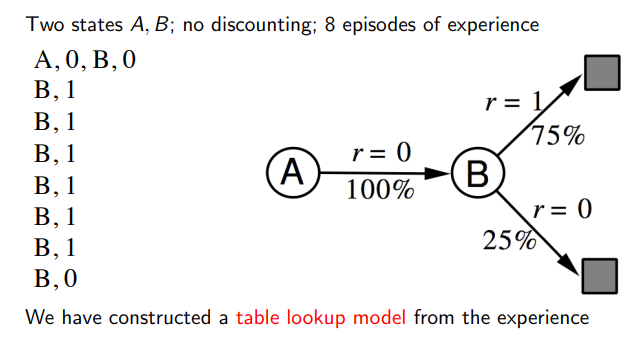 Two states A, B; no discounting; 8 episodes of experience
A, 0, B, 0
B, 1
B, 1
B, 1
B, 1
B, 1
B, 1
B, 0
A
r = 0
100%
B
r = 1
75%
r = 0
25%
We have constructed a table lookup model from the experience